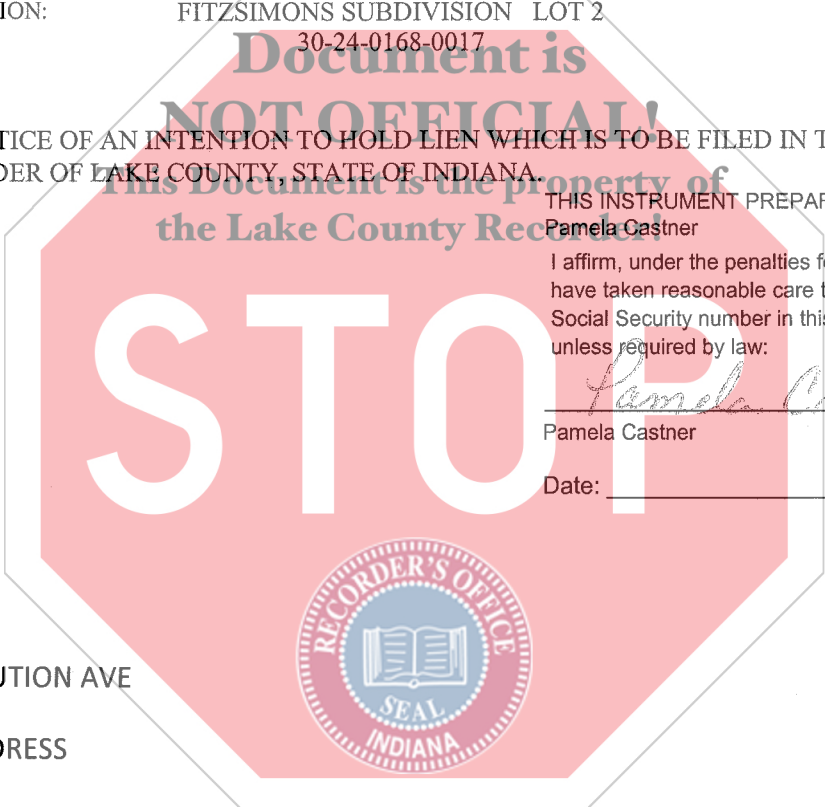 ION: FITZSIMONS SUBDIVISION LOT 2
30-24-0168-0017
Document is
NOT OFFICIAL!
TICE OF AN INTENTION TO HOLD LIEN WHICH IS TO BE FILED IN T
DER OF LAKE COUNTY, STATE OF INDIANA.
This Document is the property of
the Lake County Recorder!
THIS INSTRUMENT PREPAR
Pamela Castner
I affirm, under the penalties f
have taken reasonable care t
Social Security number in this
unless required by law:
STOP
Pamela C
Pamela Castner
Date:
RECORDER'S OFFICE
SEAL
INDIANA
UTION AVE
DRESS